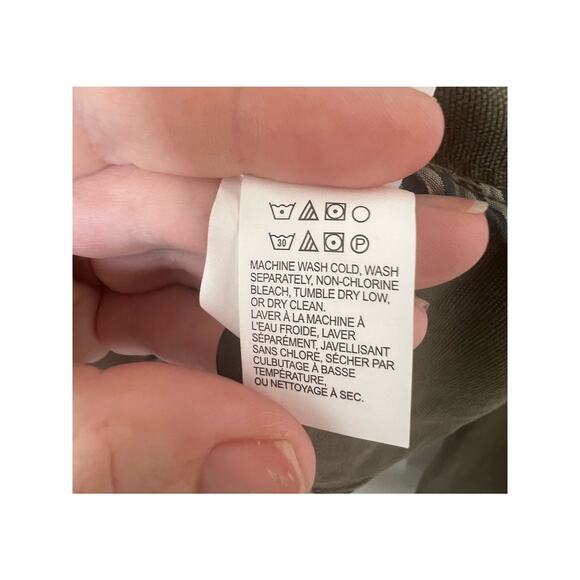 30 P
MACHINE WASH COLD, WASH
SEPARATELY, NON-CHLORINE
BLEACH, TUMBLE DRY LOW,
OR DRY CLEAN.
LAVER À LA MACHINE À
L'EAU FROIDE, LAVER
SÉPARÉMENT, JAVELLISANT
SANS CHLORE, SÉCHER PAR
CULBUTAGE À BASSE
TEMPÉRATURE,
OU NETTOYAGE À SEC.